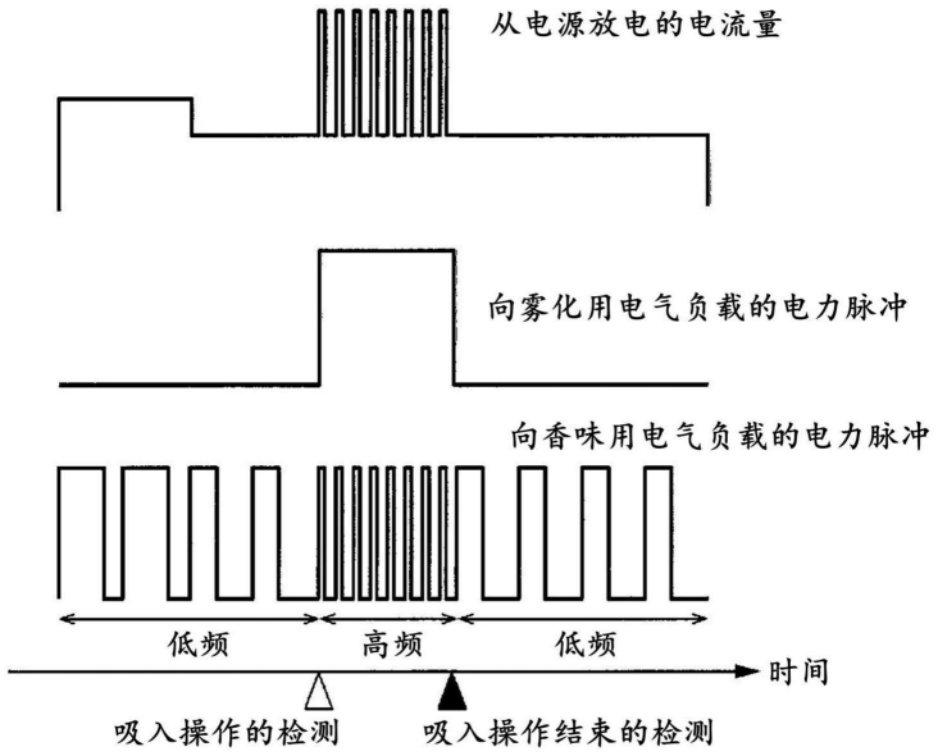 从电源放电的电流量
向雾化用电气负载的电力脉冲
向香味用电气负载的电力脉冲
低频
高频
低频
时间
吸入操作的检测
吸入操作结束的检测